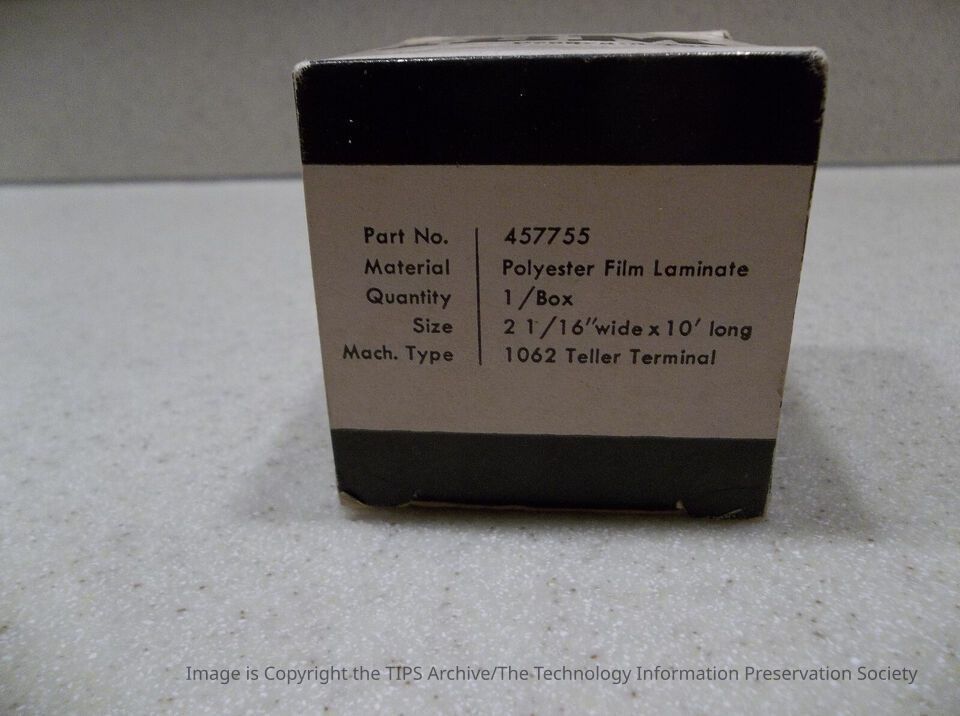 Part No. 457755
Material Polyester Film Laminate
Quantity 1/Box
Size 2 1/16"wide x 10' long
Mach. Type 1062 Teller Terminal
Image is Copyright the TIPS Archive/The Technology Information Preservation Society